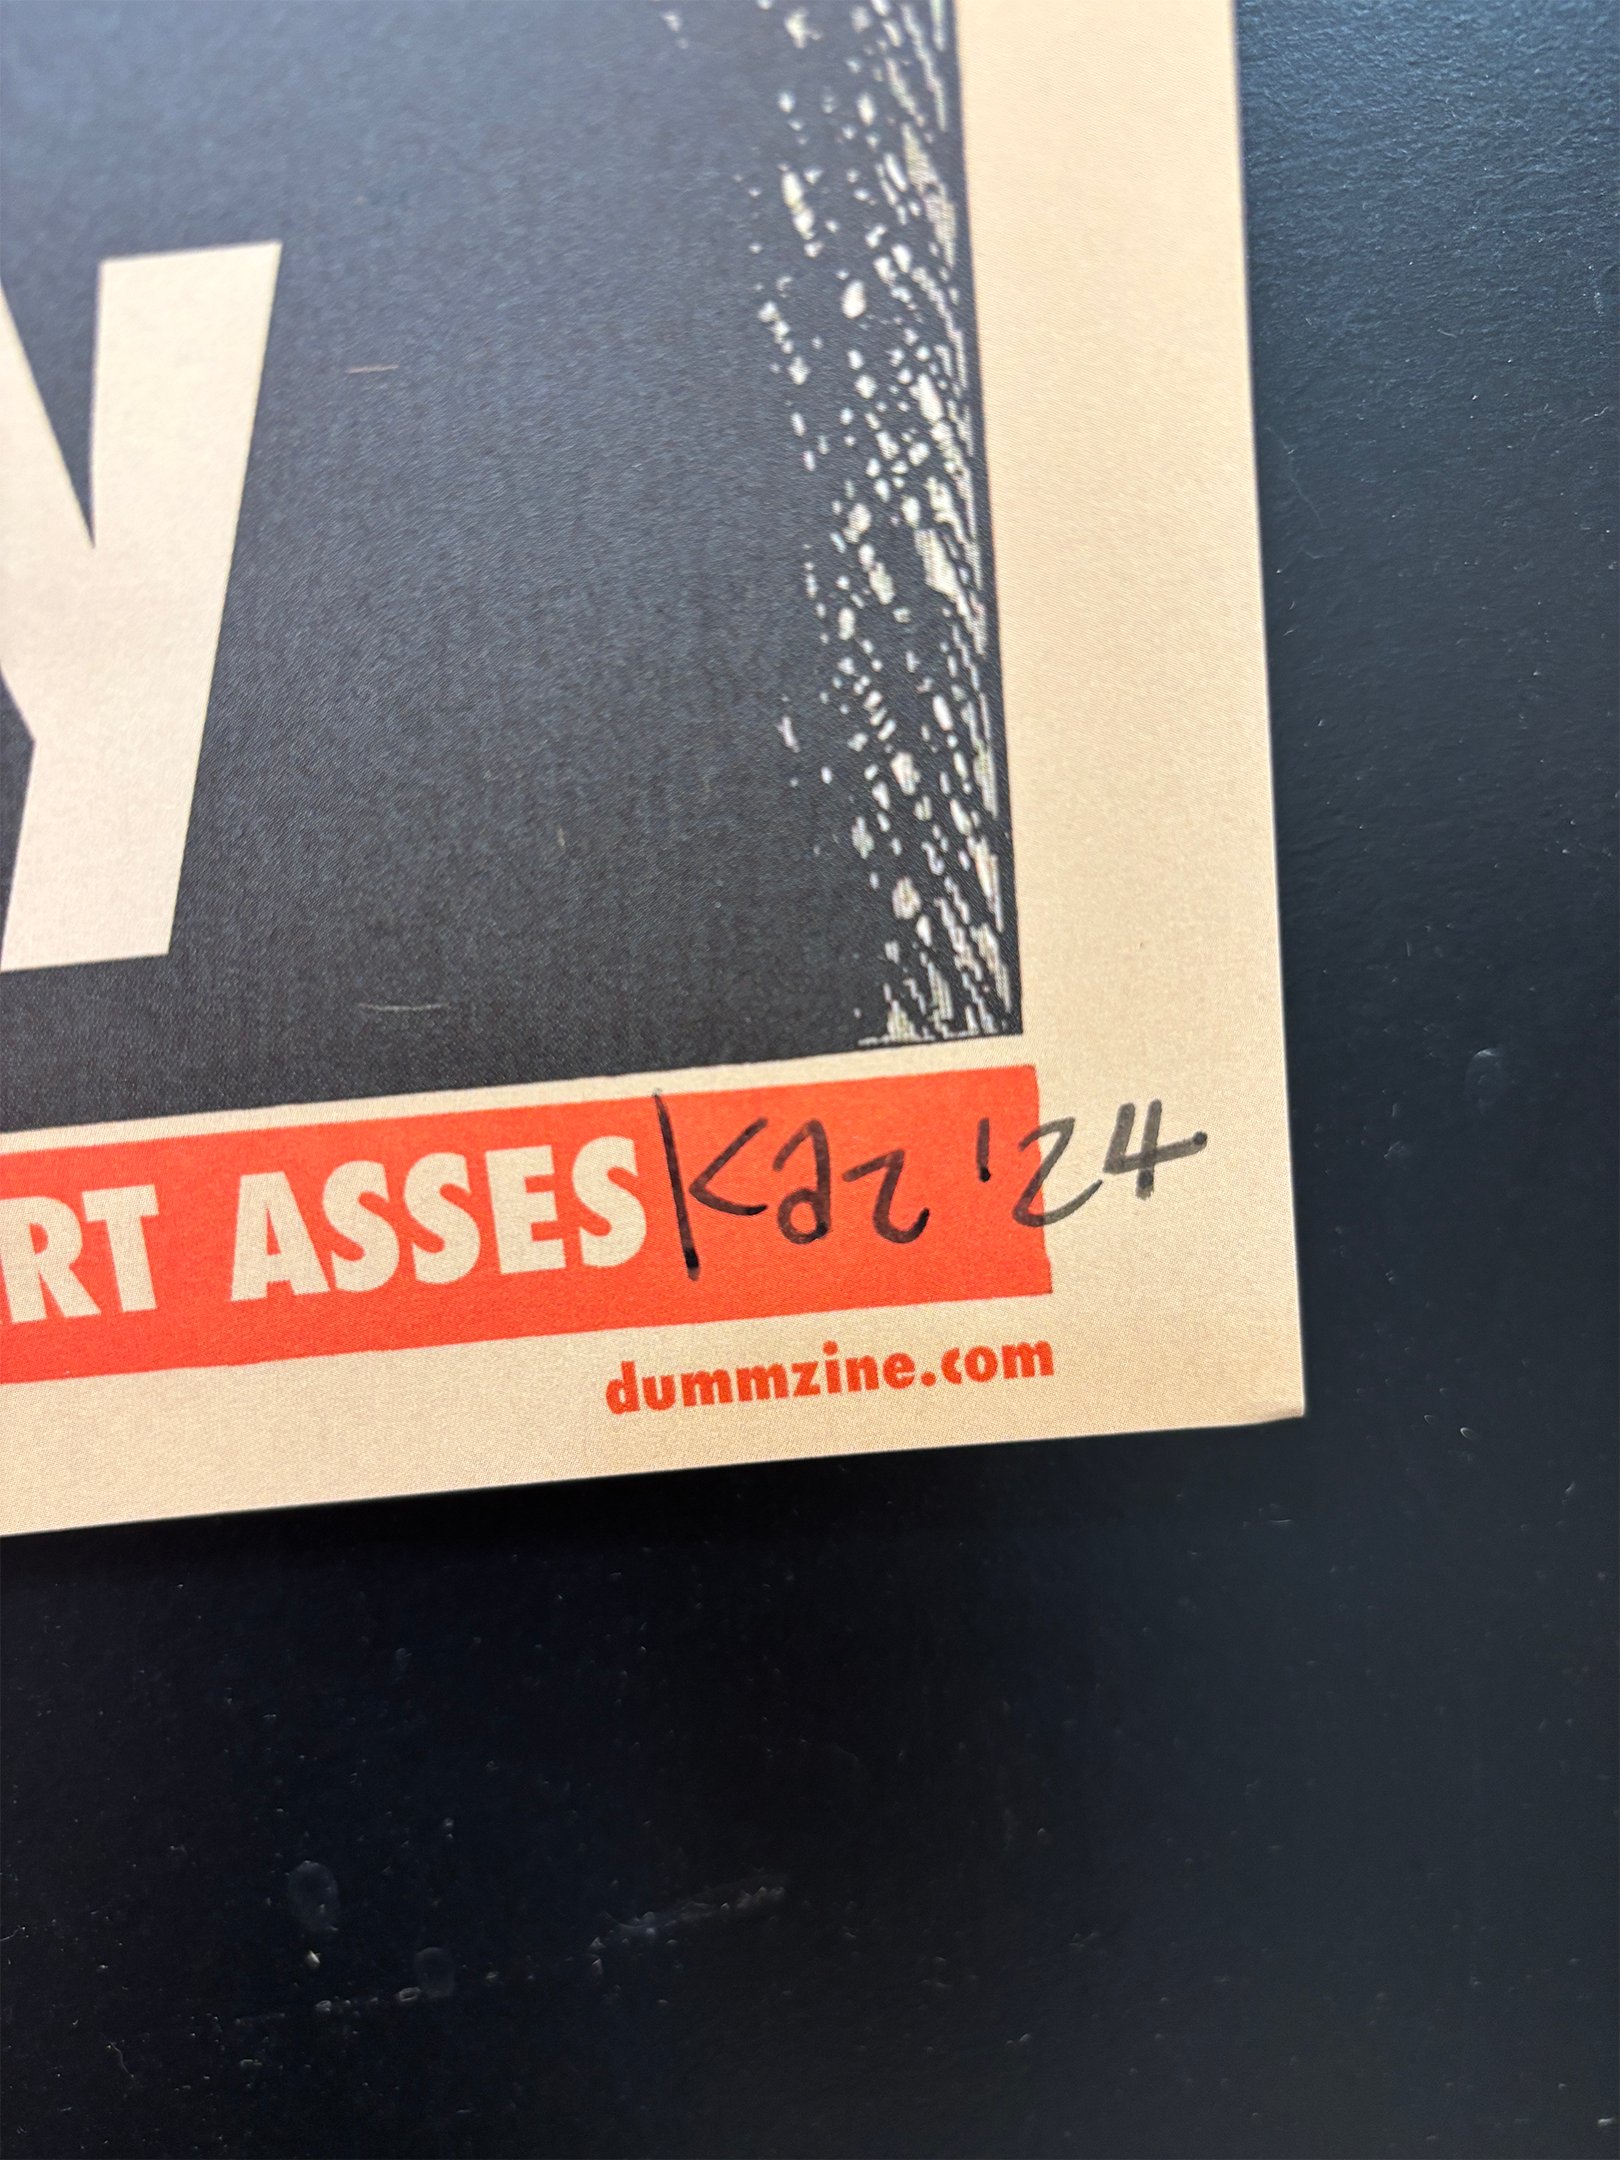 Y
RT ASSES Kaz '24
dummzine.com